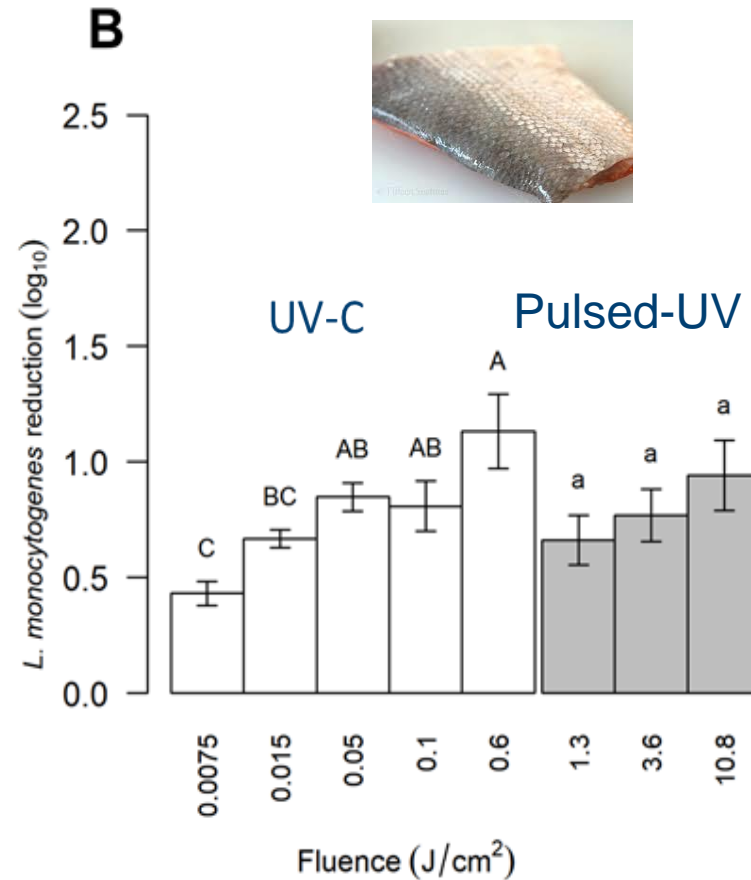 B
2.5
2.0
1.5
1.0
0.5
0.0
L. monocytogenes reduction (log10)
UV-C
Pulsed-UV
C
BC
AB
AB
A
a
a
a
0.0075
0.015
0.05
0.1
0.6
1.3
3.6
10.8
Fluence (J/cm2)